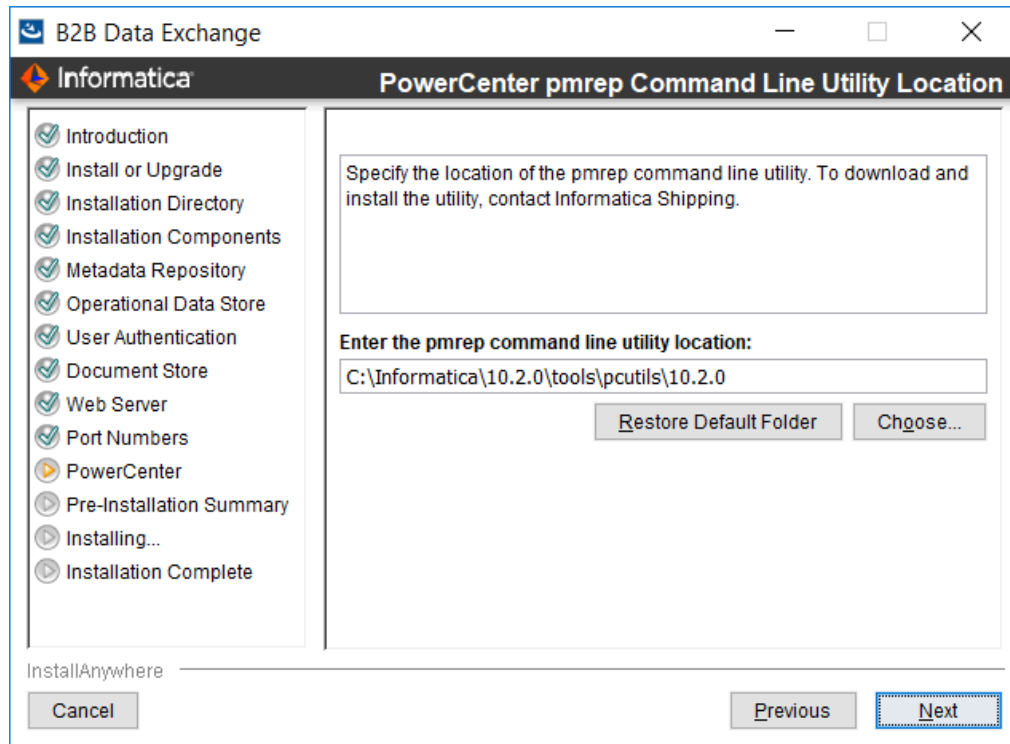 B2B Data Exchange
Informatica
PowerCenter pmrep Command Line Utility Location
Introduction
Install or Upgrade
Installation Directory
Installation Components
Metadata Repository
Operational Data Store
User Authentication
Document Store
Web Server
Port Numbers
PowerCenter
Pre-Installation Summary
Installing...
Installation Complete
Specify the location of the pmrep command line utility. To download and
install the utility, contact Informatica Shipping.
Enter the pmrep command line utility location:
C:\Informatica\10.2.0\tools\pcutils\10.2.0
Restore Default Folder
Choose...
InstallAnywhere
Cancel
Previous
Next